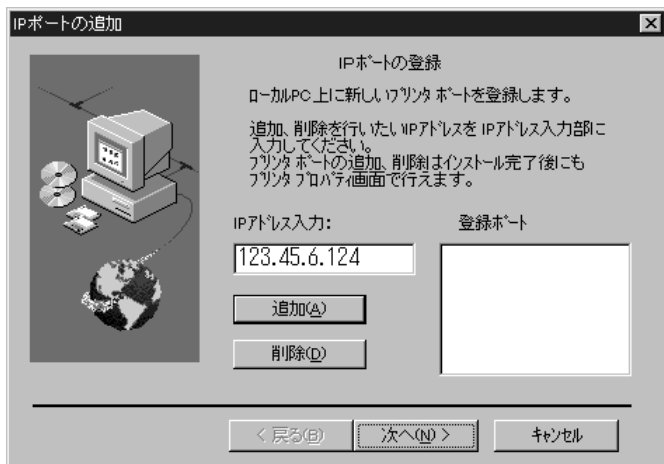 IPポートの追加
IPポートの登録
ローカルPC上に新しいプリンタ ポートを登録します。
追加、削除を行いたいIPアドレスを IPアドレス入力部に
入力してください。
プリンタ ポートの追加、削除はインストール完了後にも
プリンタ プロパティ画面で行えます。
IPアドレス入力:
登録ポート
123.45.6.124
追加(A)
削除(D)
< 戻る(B)
次へ(N) >
キャンセル